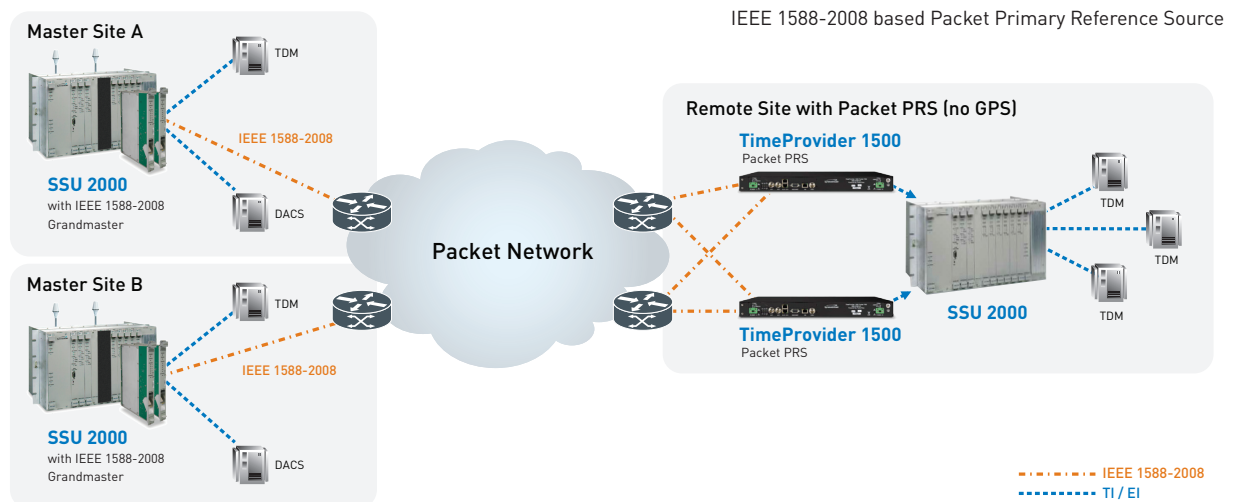 IEEE 1588-2008 based Packet Primary Reference Source
Master Site A
TDM
IEEE 1588-2008
SSU 2000
with IEEE 1588-2008
Grandmaster
DACS
Master Site B
TDM
IEEE 1588-2008
SSU 2000
with IEEE 1588-2008
Grandmaster
DACS
Packet Network
Remote Site with Packet PRS (no GPS)
TimeProvider 1500
Packet PRS
TDM
TDM
TDM
SSU 2000
TimeProvider 1500
Packet PRS
IEEE 1588-2008
TI / EI